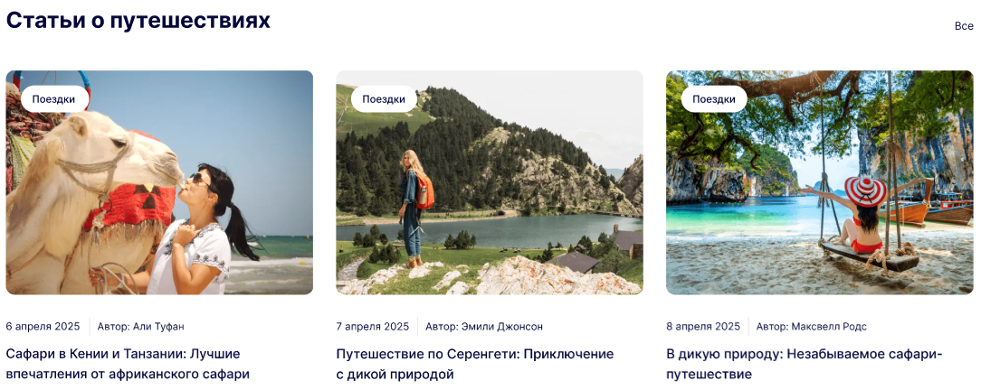 Статьи о путешествиях
Все
Поездки
Поездки
Поездки
6 апреля 2025
Автор: Али Туфан
Сафари в Кении и Танзании: Лучшие
впечатления от африканского сафари
7 апреля 2025
Автор: Эмили Джонсон
Путешествие по Серенгети: Приключение
с дикой природой
8 апреля 2025
Автор: Максвелл Родс
В дикую природу: Незабываемое сафари-
путешествие